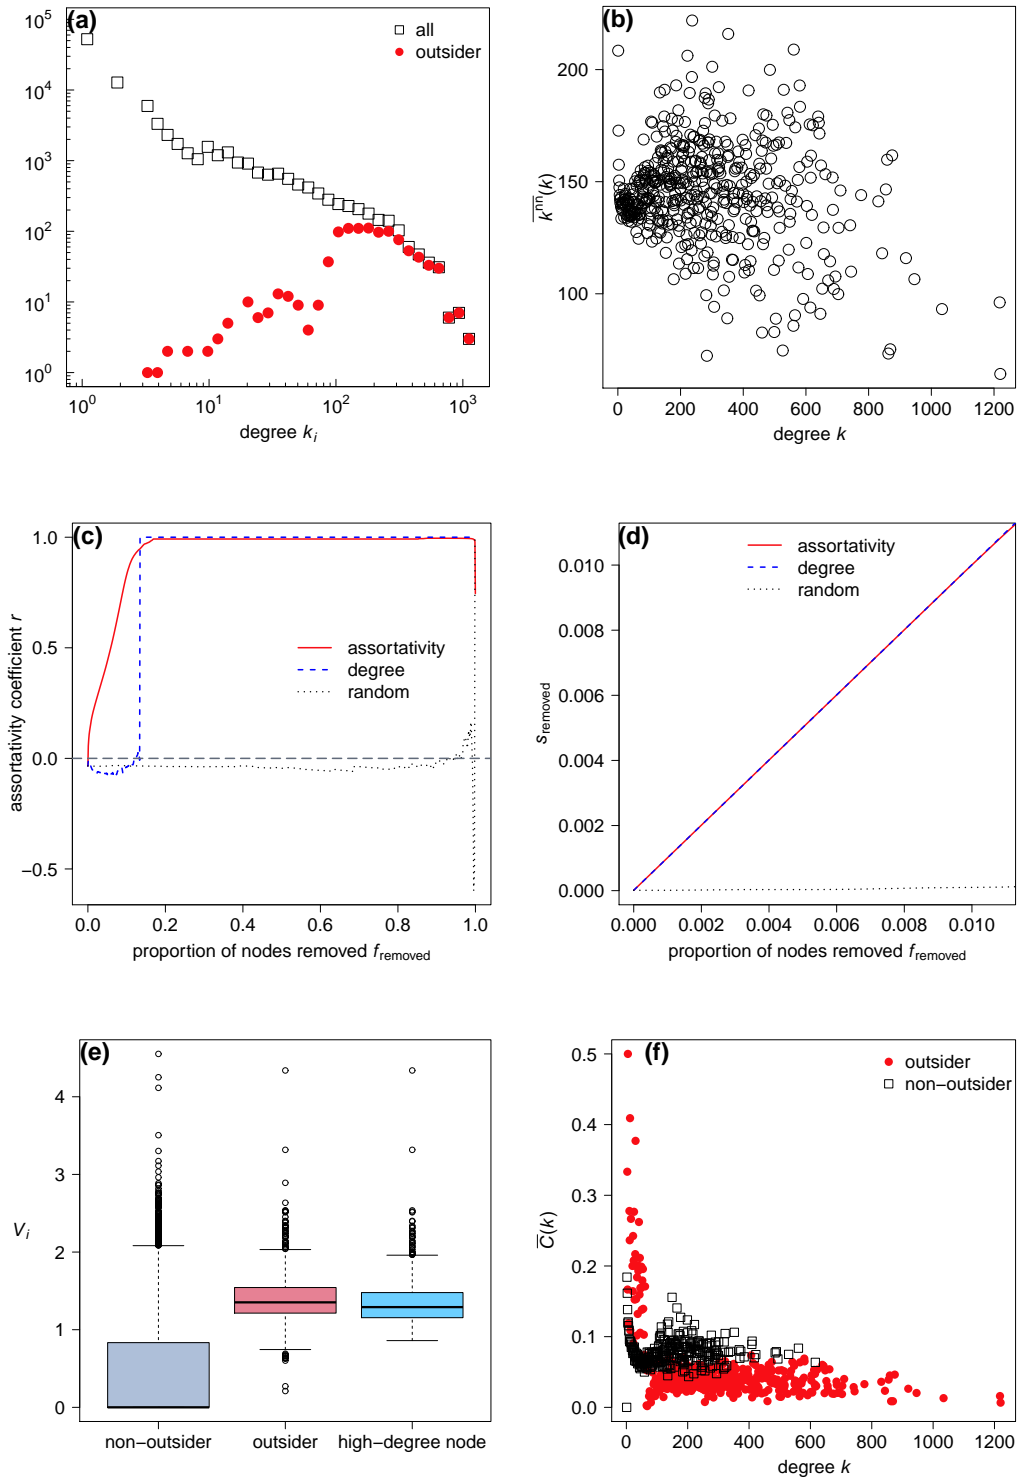 (a)
10^5
10^4
10^3
10^2
10^1
10^0
all
outsider
10^0 10^1 10^2 10^3
degree k_i
(b)
200
150
100
k^nn(k)
0 200 400 600 800 1000 1200
degree k
(c)
1.0
0.5
0.0
−0.5
assortativity coefficient r
assortativity
degree
random
0.0 0.2 0.4 0.6 0.8 1.0
proportion of nodes removed f_removed
(d)
0.010
0.008
0.006
0.004
0.002
0.000
s_removed
assortativity
degree
random
0.000 0.002 0.004 0.006 0.008 0.010
proportion of nodes removed f_removed
(e)
4
3
2
1
0
V_i
non−outsider outsider high−degree node
(f)
0.5
0.4
0.3
0.2
0.1
0.0
C(k)
outsider
non−outsider
0 200 400 600 800 1000 1200
degree k